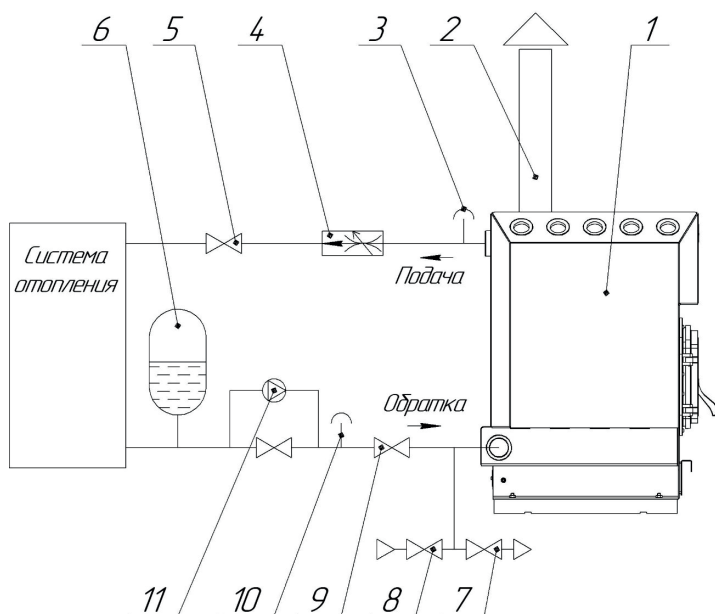 6 5 4 3 2 1
Система
отопления
Подача
Обратка
11 10 9 8 7